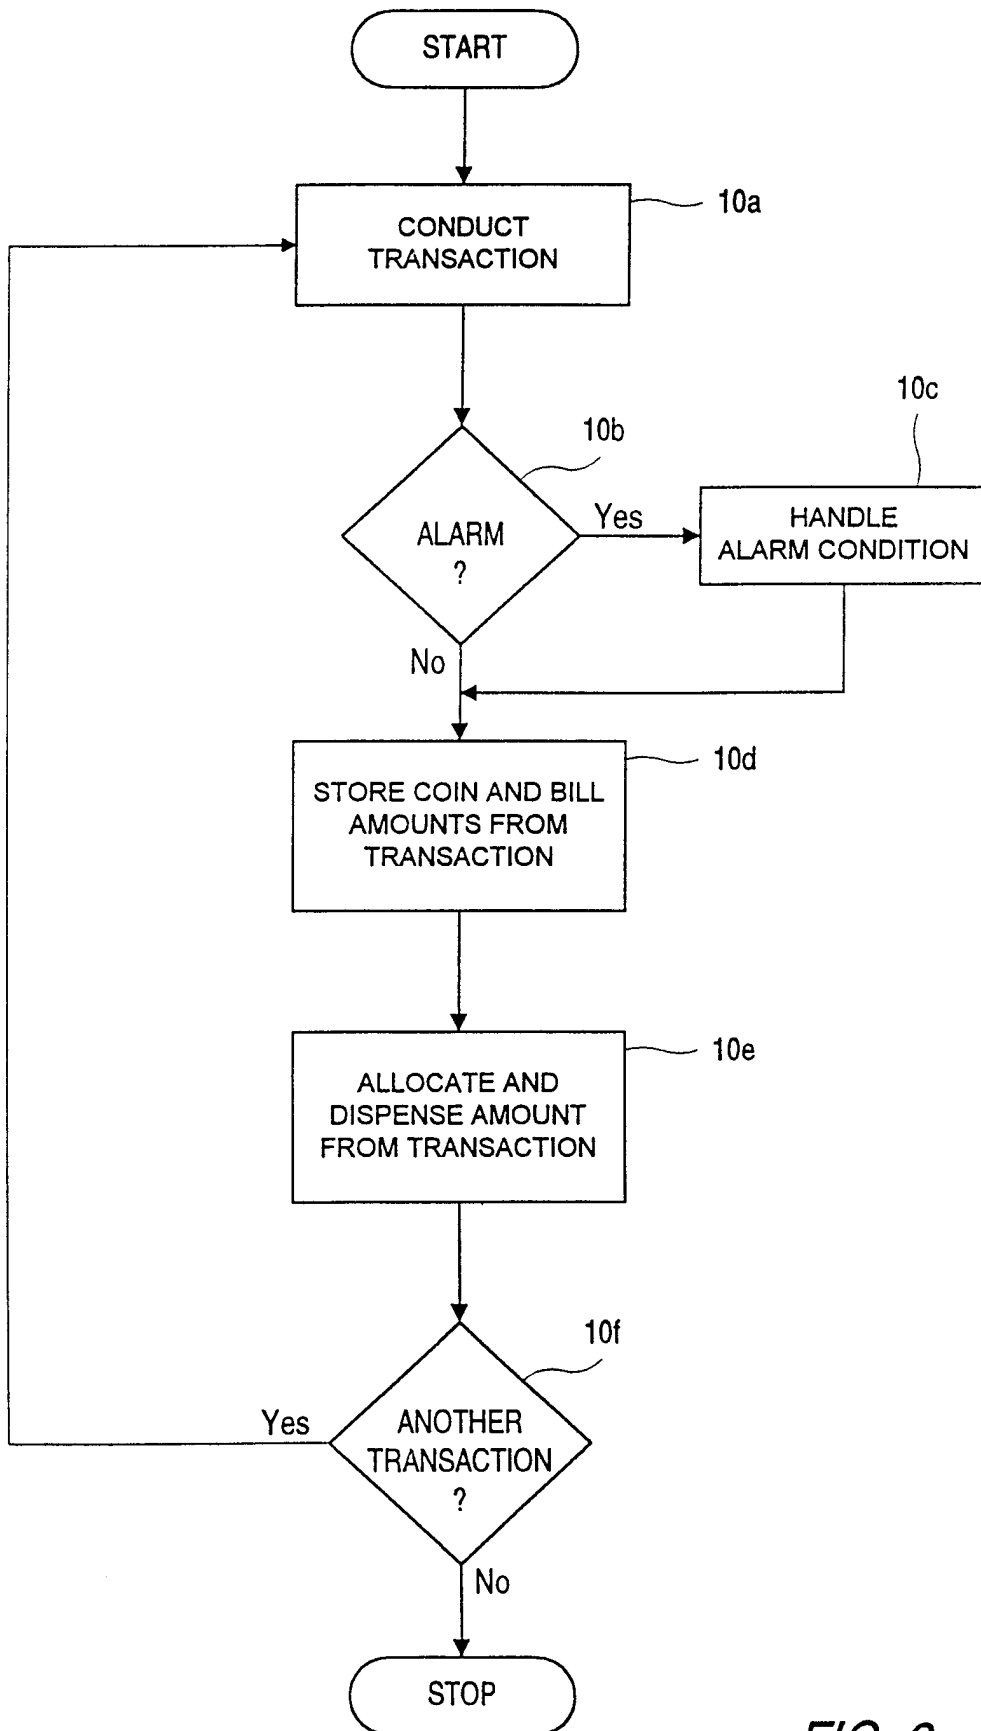 START
CONDUCT
TRANSACTION
10a
10b
ALARM
?
Yes
10c
HANDLE
ALARM CONDITION
No
10d
STORE COIN AND BILL
AMOUNTS FROM
TRANSACTION
10e
ALLOCATE AND
DISPENSE AMOUNT
FROM TRANSACTION
10f
ANOTHER
TRANSACTION
?
Yes
No
STOP